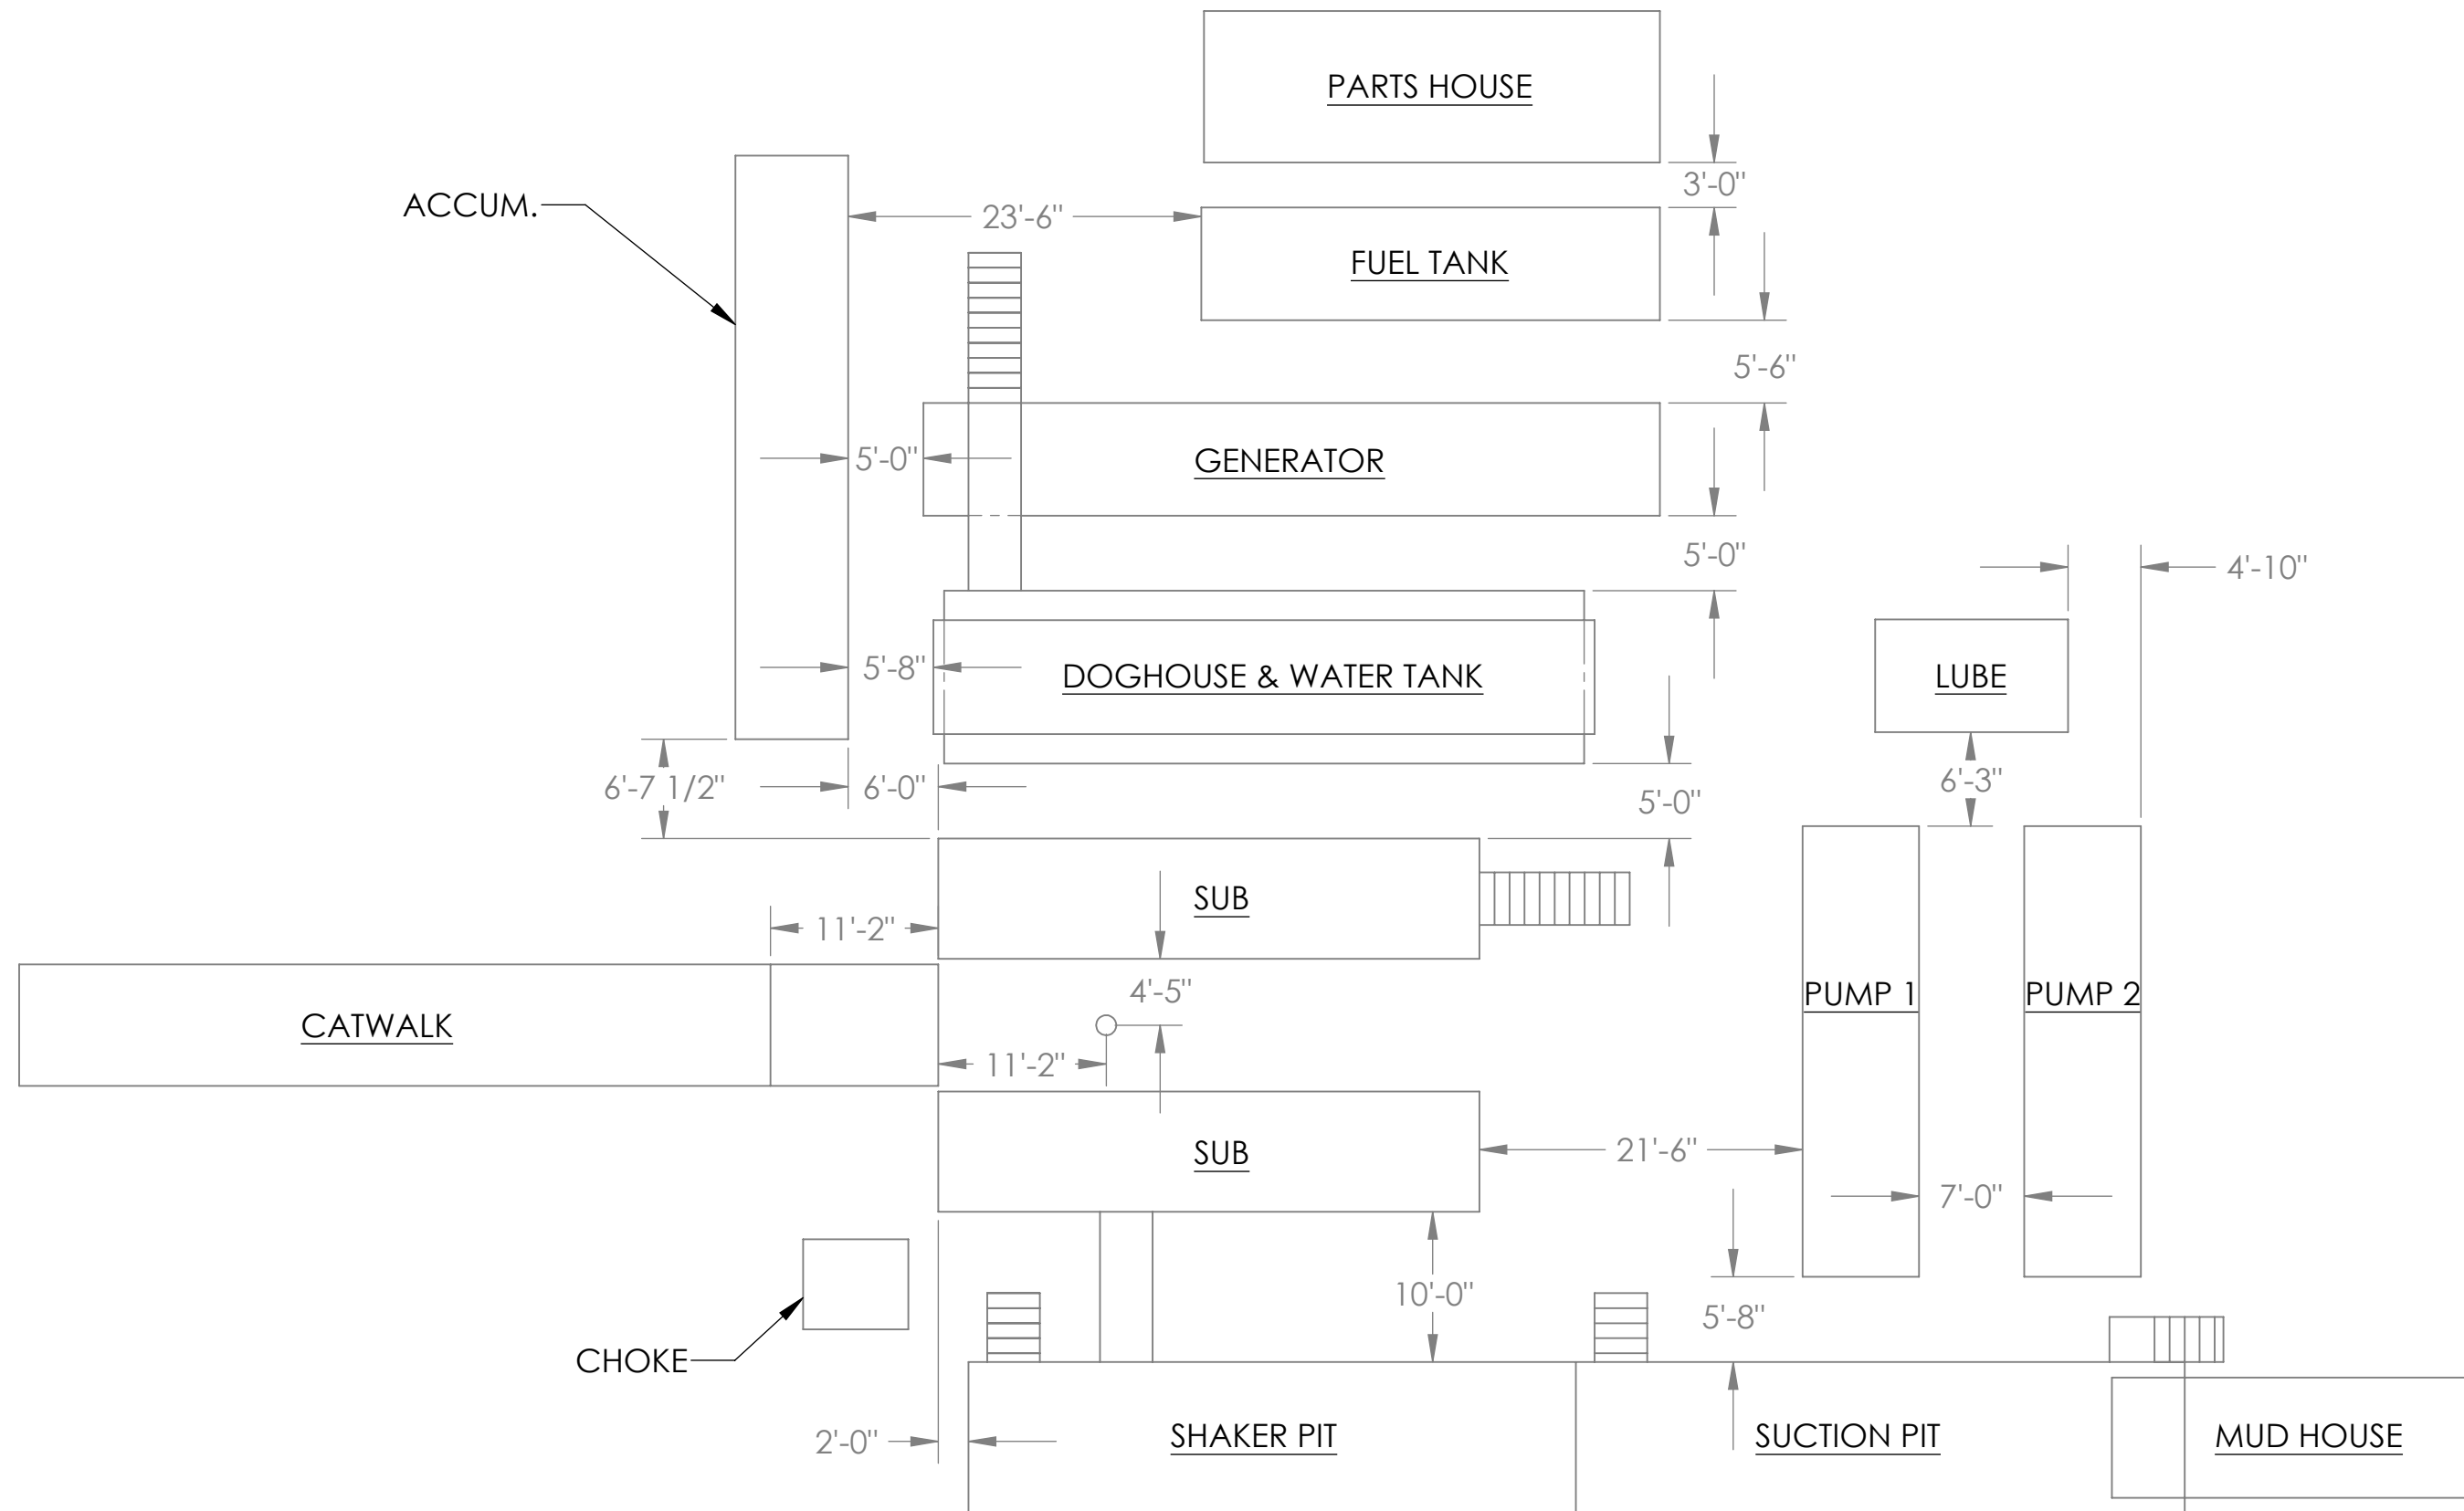 PARTS HOUSE
3'-0"
ACCUM.
23'-6"
FUEL TANK
5'-6"
5'-0"
GENERATOR
5'-0"
4'-10"
5'-8"
DOGHOUSE & WATER TANK
LUBE
6'-7 1/2"
6'-0"
5'-0"
6'-3"
SUB
11'-2"
4'-5"
PUMP 1
PUMP 2
CATWALK
11'-2"
SUB
21'-6"
7'-0"
10'-0"
5'-8"
CHOKE
2'-0"
SHAKER PIT
SUCTION PIT
MUD HOUSE